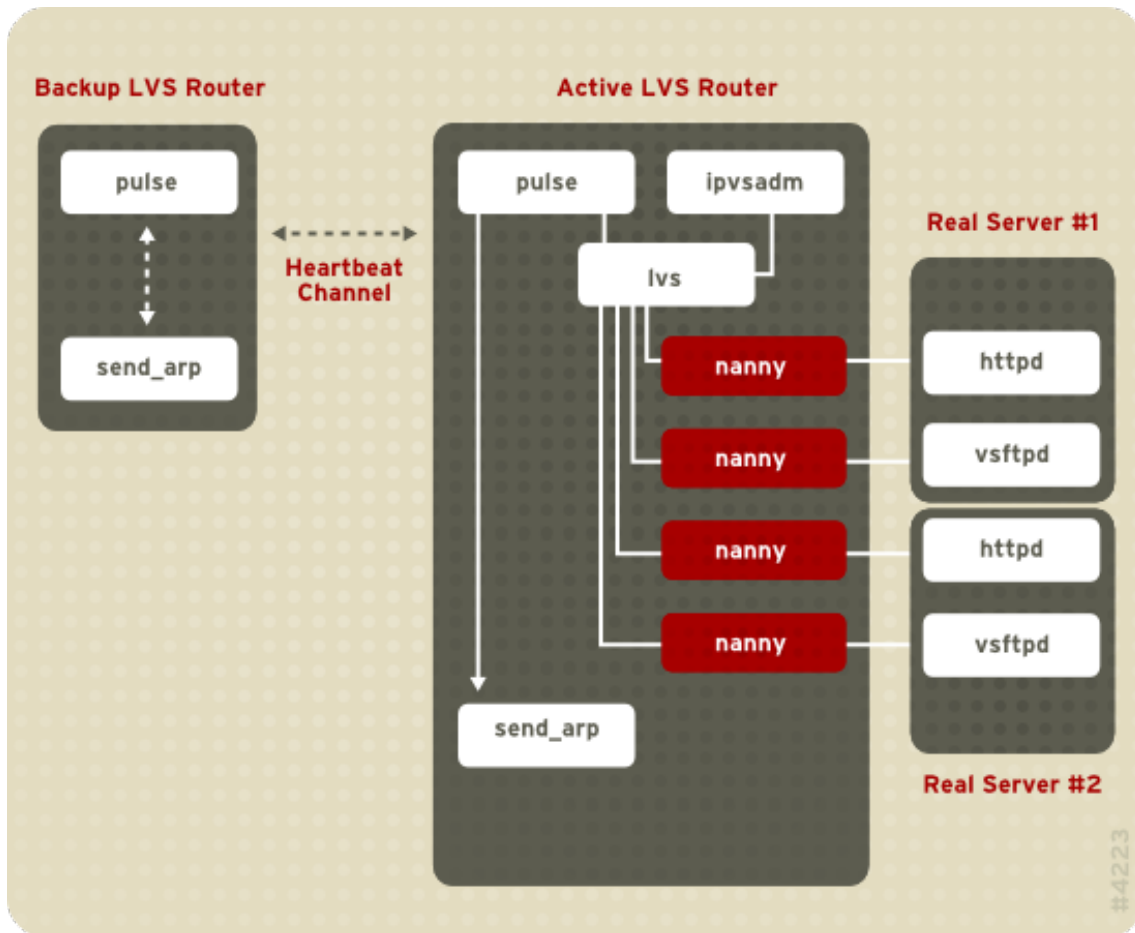 Backup LVS Router
Active LVS Router
pulse
pulse
ipvsadm
Real Server #1
Heartbeat
Channel
lvs
send_arp
nanny
httpd
nanny
vsftpd
nanny
httpd
nanny
vsftpd
send_arp
Real Server #2
#4223